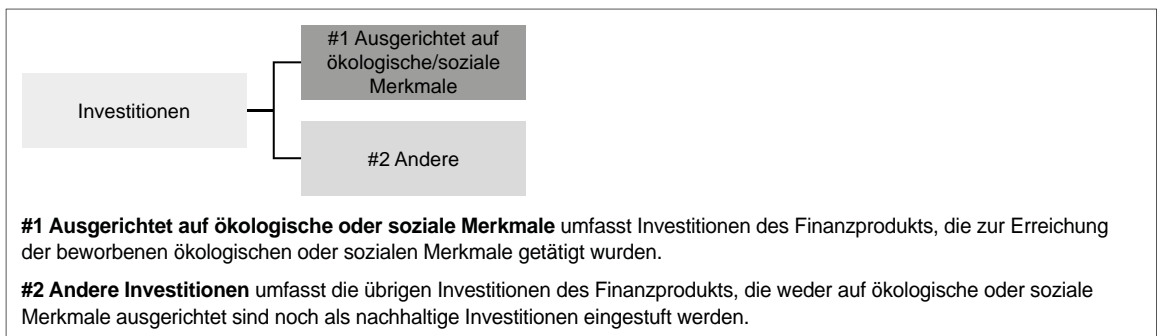 #1 Ausgerichtet auf
ökologische/soziale
Merkmale
Investitionen
#2 Andere
#1 Ausgerichtet auf ökologische oder soziale Merkmale umfasst Investitionen des Finanzprodukts, die zur Erreichung
der beworbenen ökologischen oder sozialen Merkmale getätigt wurden.
#2 Andere Investitionen umfasst die übrigen Investitionen des Finanzprodukts, die weder auf ökologische oder soziale
Merkmale ausgerichtet sind noch als nachhaltige Investitionen eingestuft werden.